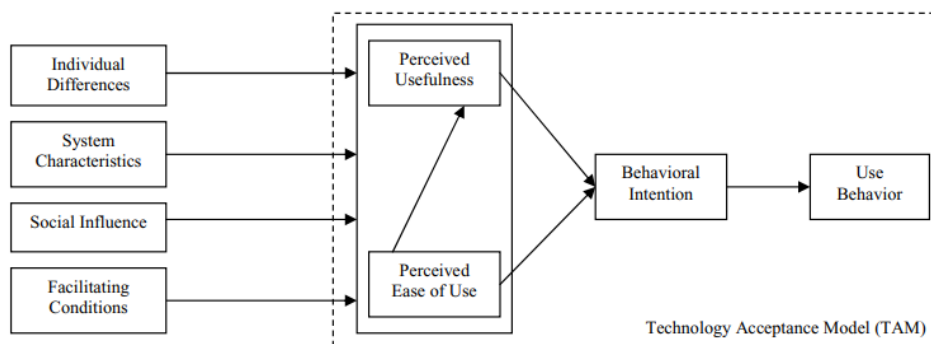 Individual
Differences
System
Characteristics
Social Influence
Facilitating
Conditions
Perceived
Usefulness
Perceived
Ease of Use
Behavioral
Intention
Use
Behavior
Technology Acceptance Model (TAM)